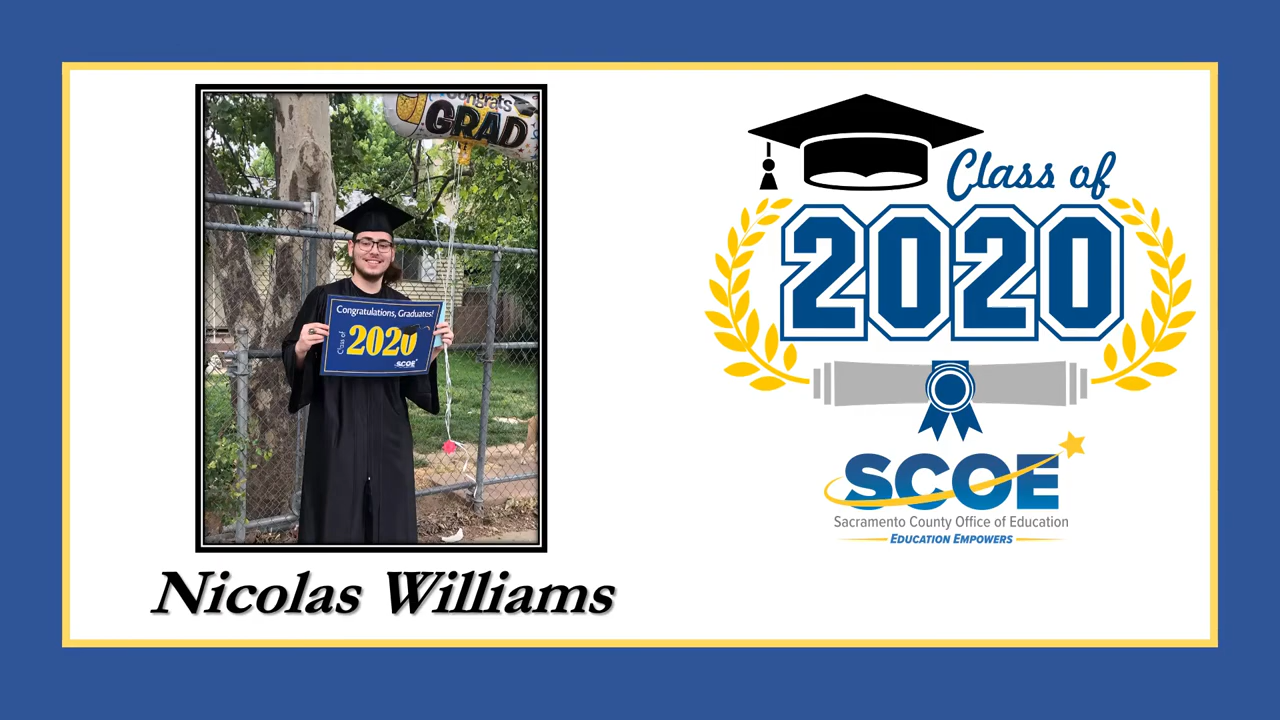 Congrats
GRAD
Congratulations, Graduates!
Class of
2020
SCOE
Nicolas Williams
Class of
2020
SCOE
Sacramento County Office of Education
EDUCATION EMPOWERS